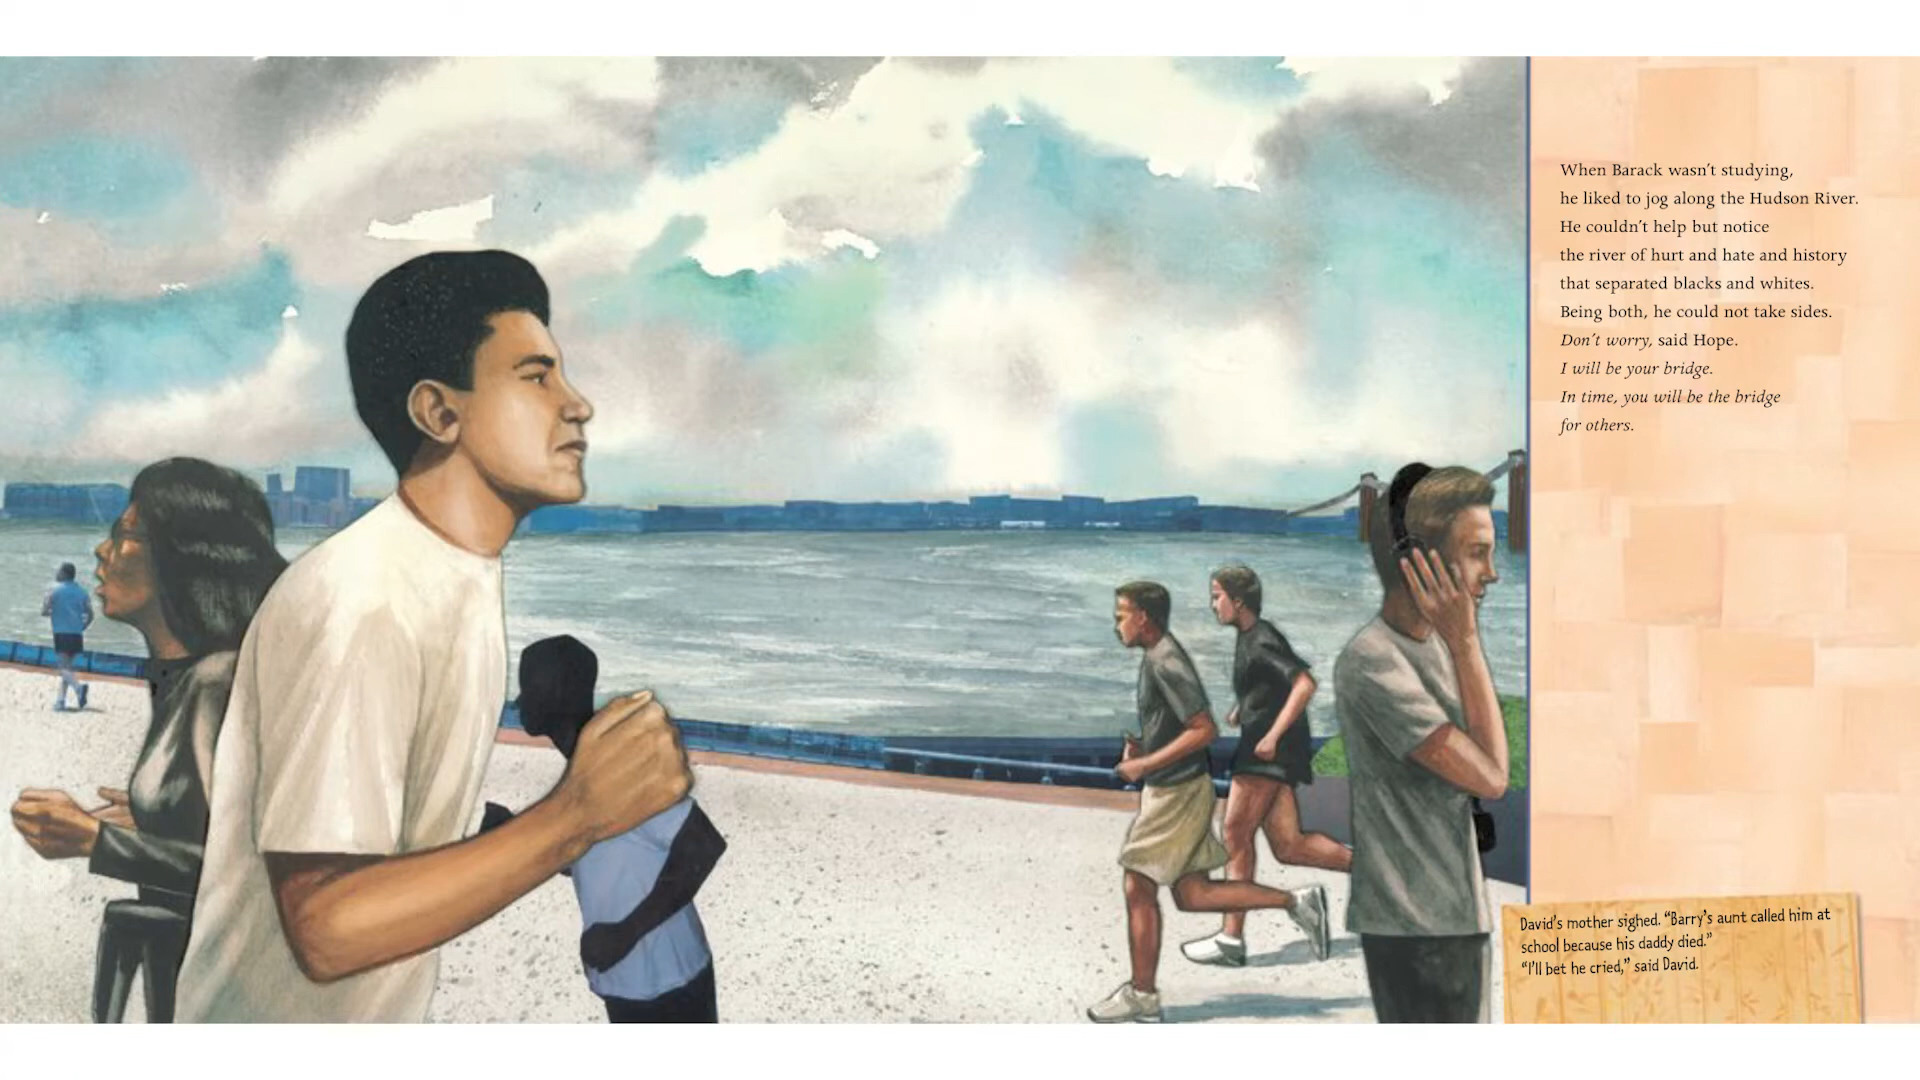 When Barack wasn't studying,
he liked to jog along the Hudson River.
He couldn't help but notice
the river of hurt and hate and history
that separated blacks and whites.
Being both, he could not take sides.
Don't worry, said Hope.
I will be your bridge.
In time, you will be the bridge
for others.
David's mother sighed. “Barry's aunt called him at
school because his daddy died.”
“I'll bet he cried,” said David.